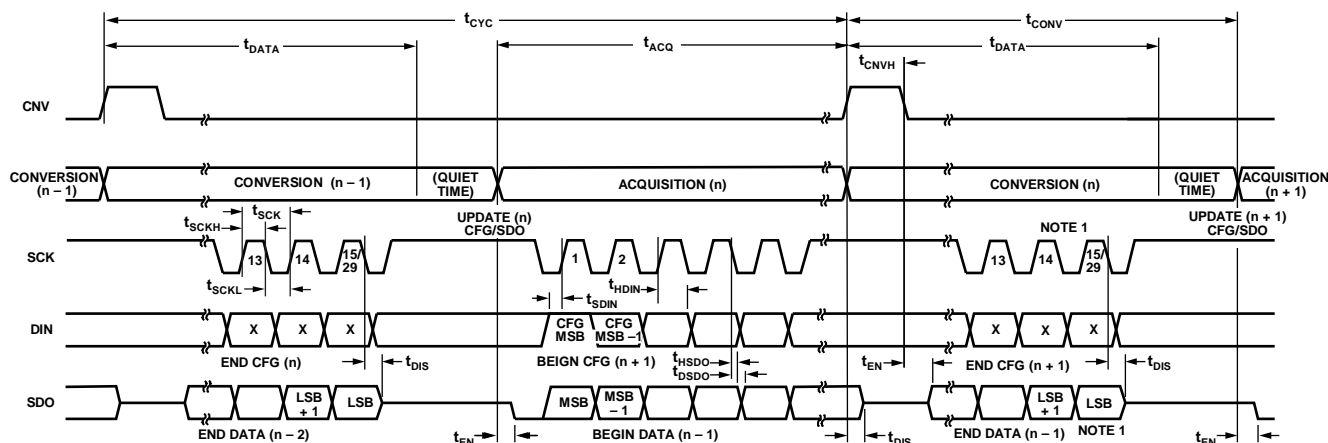 tCYC
tCONV
tDATA
tACQ
tDATA
tCNVH
CNV
CONVERSION (n – 1)
CONVERSION (n – 1)
(QUIET TIME)
ACQUISITION (n)
CONVERSION (n)
(QUIET TIME)
ACQUISITION (n + 1)
tSCKH
tSCK
UPDATE (n) CFG/SDO
NOTE 1
UPDATE (n + 1) CFG/SDO
SCK
13
14
15/29
1
2
13
14
15/29
tSCKL
tHDIN
tSDIN
DIN
X
X
X
CFG MSB
CFG MSB –1
X
X
X
END CFG (n)
tDIS
BEIGN CFG (n + 1)
tHSDO
tDSDO
tEN
END CFG (n + 1)
tDIS
SDO
LSB + 1
LSB
MSB
MSB –1
LSB + 1
LSB
END DATA (n – 2)
tEN
BEGIN DATA (n – 1)
tDIS
END DATA (n – 1)
NOTE 1
tEN